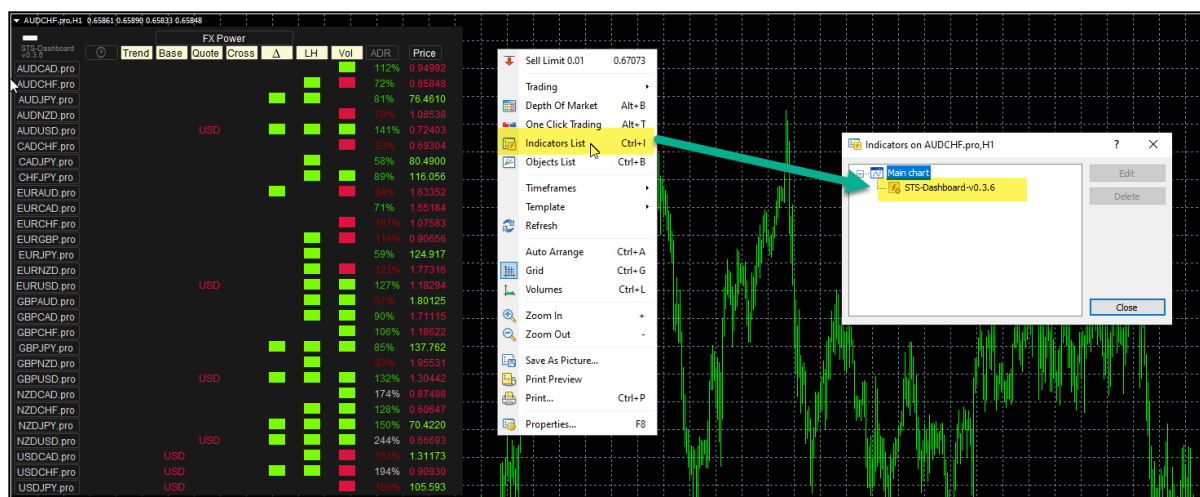 AUDCHF.pro,H1 0.65861 0.65890 0.65833 0.65848
FX Power
STS-Dashboard
v0.3.6
Trend Base Quote Cross Δ LH Vol ADR Price
AUDCAD.pro 112% 0.94992
AUDCHF.pro 72% 0.65848
AUDJPY.pro 81% 76.4610
AUDNZD.pro 70% 1.08538
AUDUSD.pro USD 141% 0.72403
CADCHF.pro 93% 0.69304
CADJPY.pro 58% 80.4900
CHFJPY.pro 89% 116.056
EURAUD.pro 84% 1.63352
EURCAD.pro 71% 1.55184
EURCHF.pro 107% 1.07583
EURGBP.pro 114% 0.90656
EURJPY.pro 59% 124.917
EURNZD.pro 123% 1.77316
EURUSD.pro USD 127% 1.18294
GBPAUD.pro 67% 1.80125
GBPCAD.pro 90% 1.71115
GBPCHF.pro 106% 1.18622
GBPJPY.pro 85% 137.762
GBPNZD.pro 93% 1.95531
GBPUSD.pro USD 132% 1.30442
NZDCAD.pro 174% 0.87488
NZDCHF.pro 128% 0.60647
NZDJPY.pro 150% 70.4220
NZDUSD.pro USD 244% 0.66693
USDCAD.pro USD 133% 1.31173
USDCHF.pro USD 194% 0.90930
USDJPY.pro USD 100% 105.593
Sell Limit 0.01 0.67073
Trading
Depth Of Market Alt+B
One Click Trading Alt+T
Indicators List Ctrl+I
Objects List Ctrl+B
Timeframes
Template
Refresh
Auto Arrange Ctrl+A
Grid Ctrl+G
Volumes Ctrl+L
Zoom In +
Zoom Out -
Save As Picture...
Print Preview
Print... Ctrl+P
Properties... F8
Indicators on AUDCHF.pro,H1 ? ×
Main chart
STS-Dashboard-v0.3.6
Edit
Delete
Close